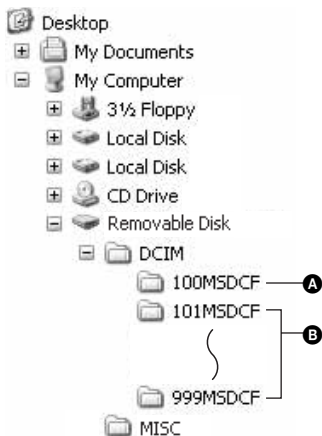 Desktop
My Documents
My Computer
3½ Floppy
Local Disk
Local Disk
CD Drive
Removable Disk
DCIM
100MSDCF A
101MSDCF
B
999MSDCF
MISC